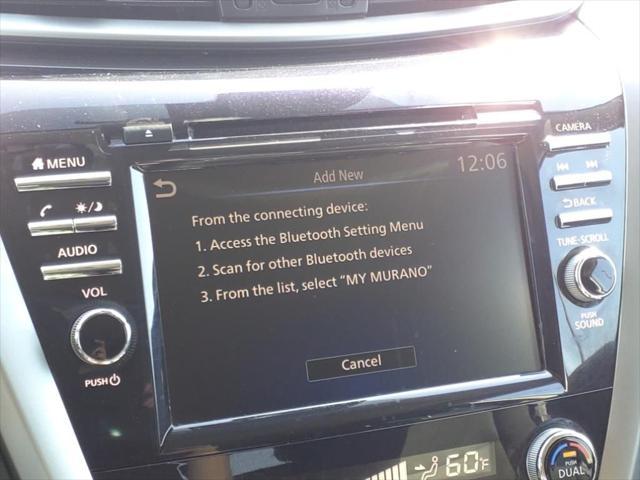 MENU
AUDIO
VOL
PUSH
Add New
12:06
From the connecting device:
1. Access the Bluetooth Setting Menu
2. Scan for other Bluetooth devices
3. From the list, select "MY MURANO"
Cancel
CAMERA
BACK
TUNE·SCROLL
PUSH
SOUND
60°F
PUSH
DUAL